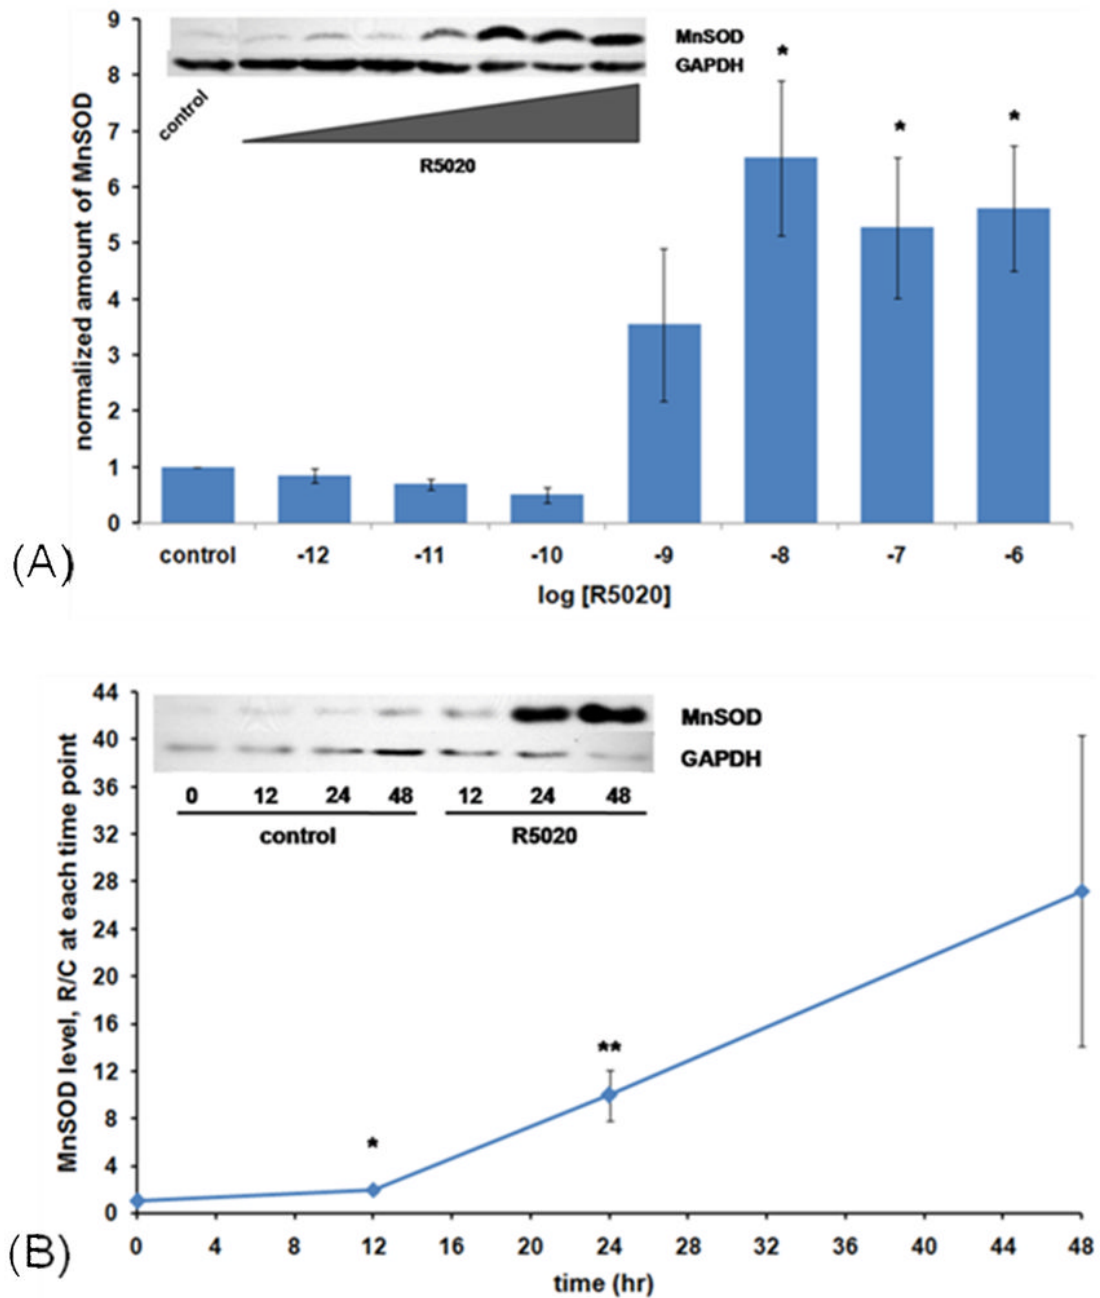 9
8
7
6
5
4
3
2
1
0
normalized amount of MnSOD
MnSOD
GAPDH
control
R5020
*
*
*
control -12 -11 -10 -9 -8 -7 -6
log [R5020]
(A)
44
40
36
32
28
24
20
16
12
8
4
0
MnSOD level, R/C at each time point
MnSOD
GAPDH
0 12 24 48 12 24 48
control R5020
**
*
0 4 8 12 16 20 24 28 32 36 40 44 48
time (hr)
(B)